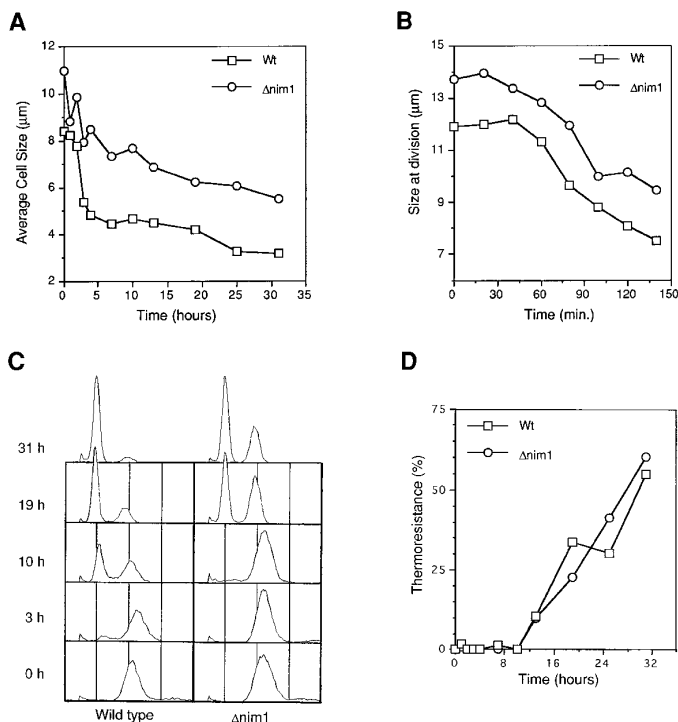 A
12
10
8
6
4
2
Average Cell Size (μm)
Wt
Δnim1
0
5
10
15
20
25
30
35
Time (hours)
B
15
13
11
9
7
Size at division (μm)
Wt
Δnim1
0
30
60
90
120
150
Time (min.)
C
31 h
19 h
10 h
3 h
0 h
Wild type
Δnim1
D
75
50
25
0
Thermoresistance (%)
Wt
Δnim1
0
8
16
24
32
Time (hours)